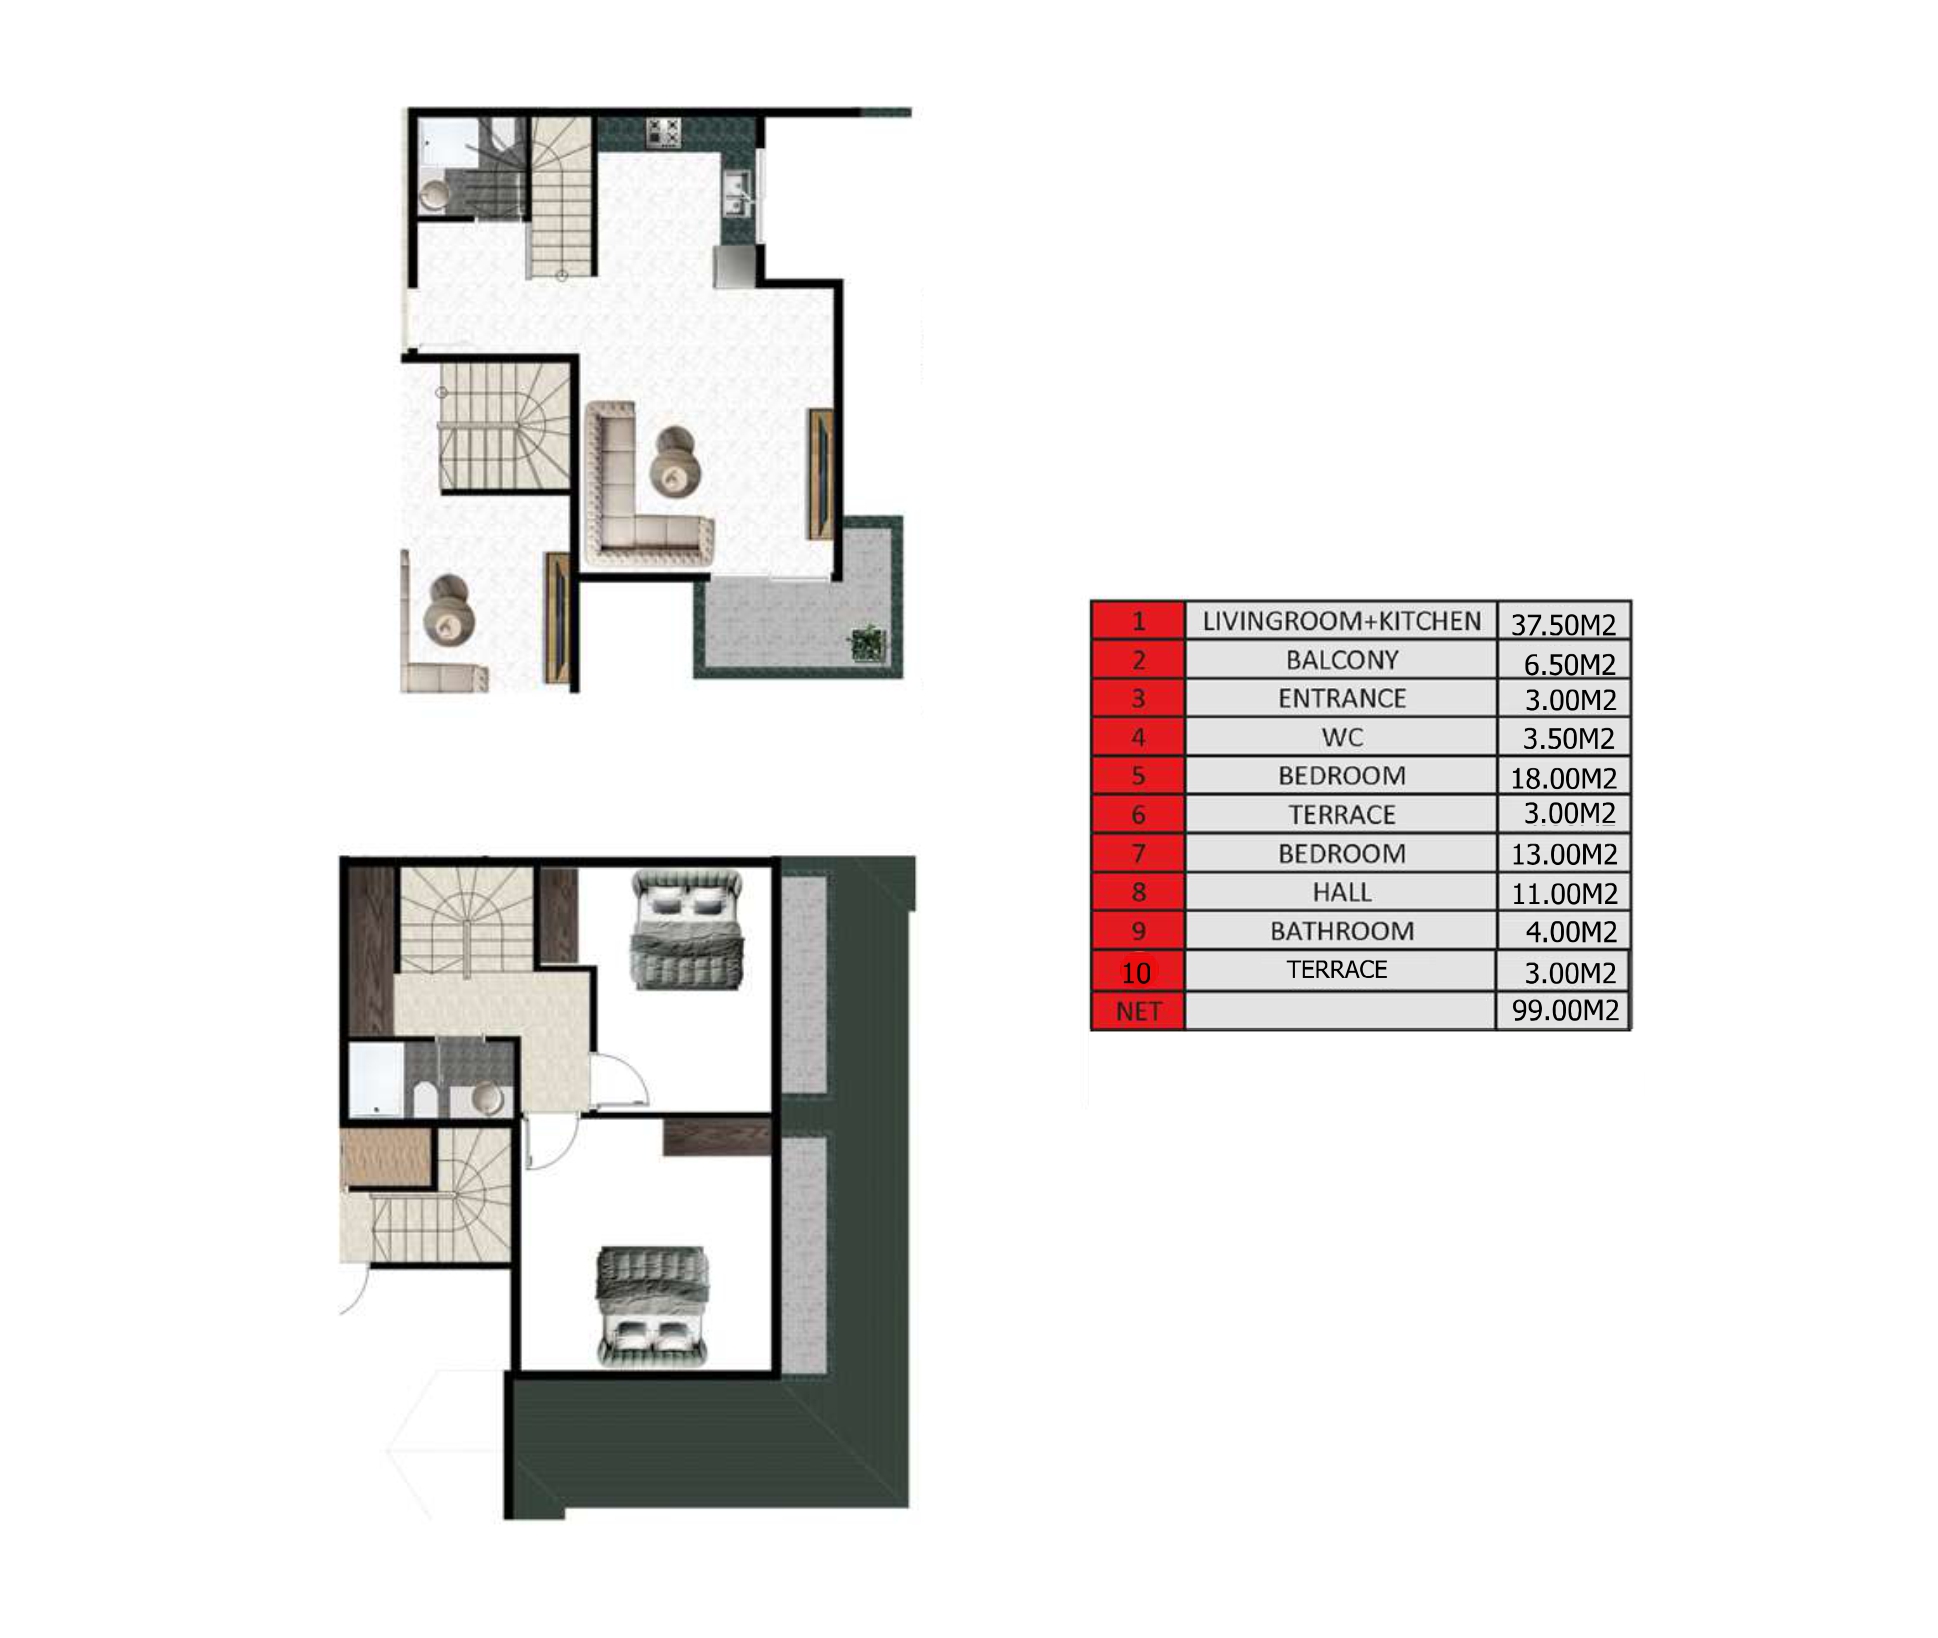 1 LIVINGROOM+KITCHEN 37.50M2
2 BALCONY 6.50M2
3 ENTRANCE 3.00M2
4 WC 3.50M2
5 BEDROOM 18.00M2
6 TERRACE 3.00M2
7 BEDROOM 13.00M2
8 HALL 11.00M2
9 BATHROOM 4.00M2
10 TERRACE 3.00M2
NET 99.00M2